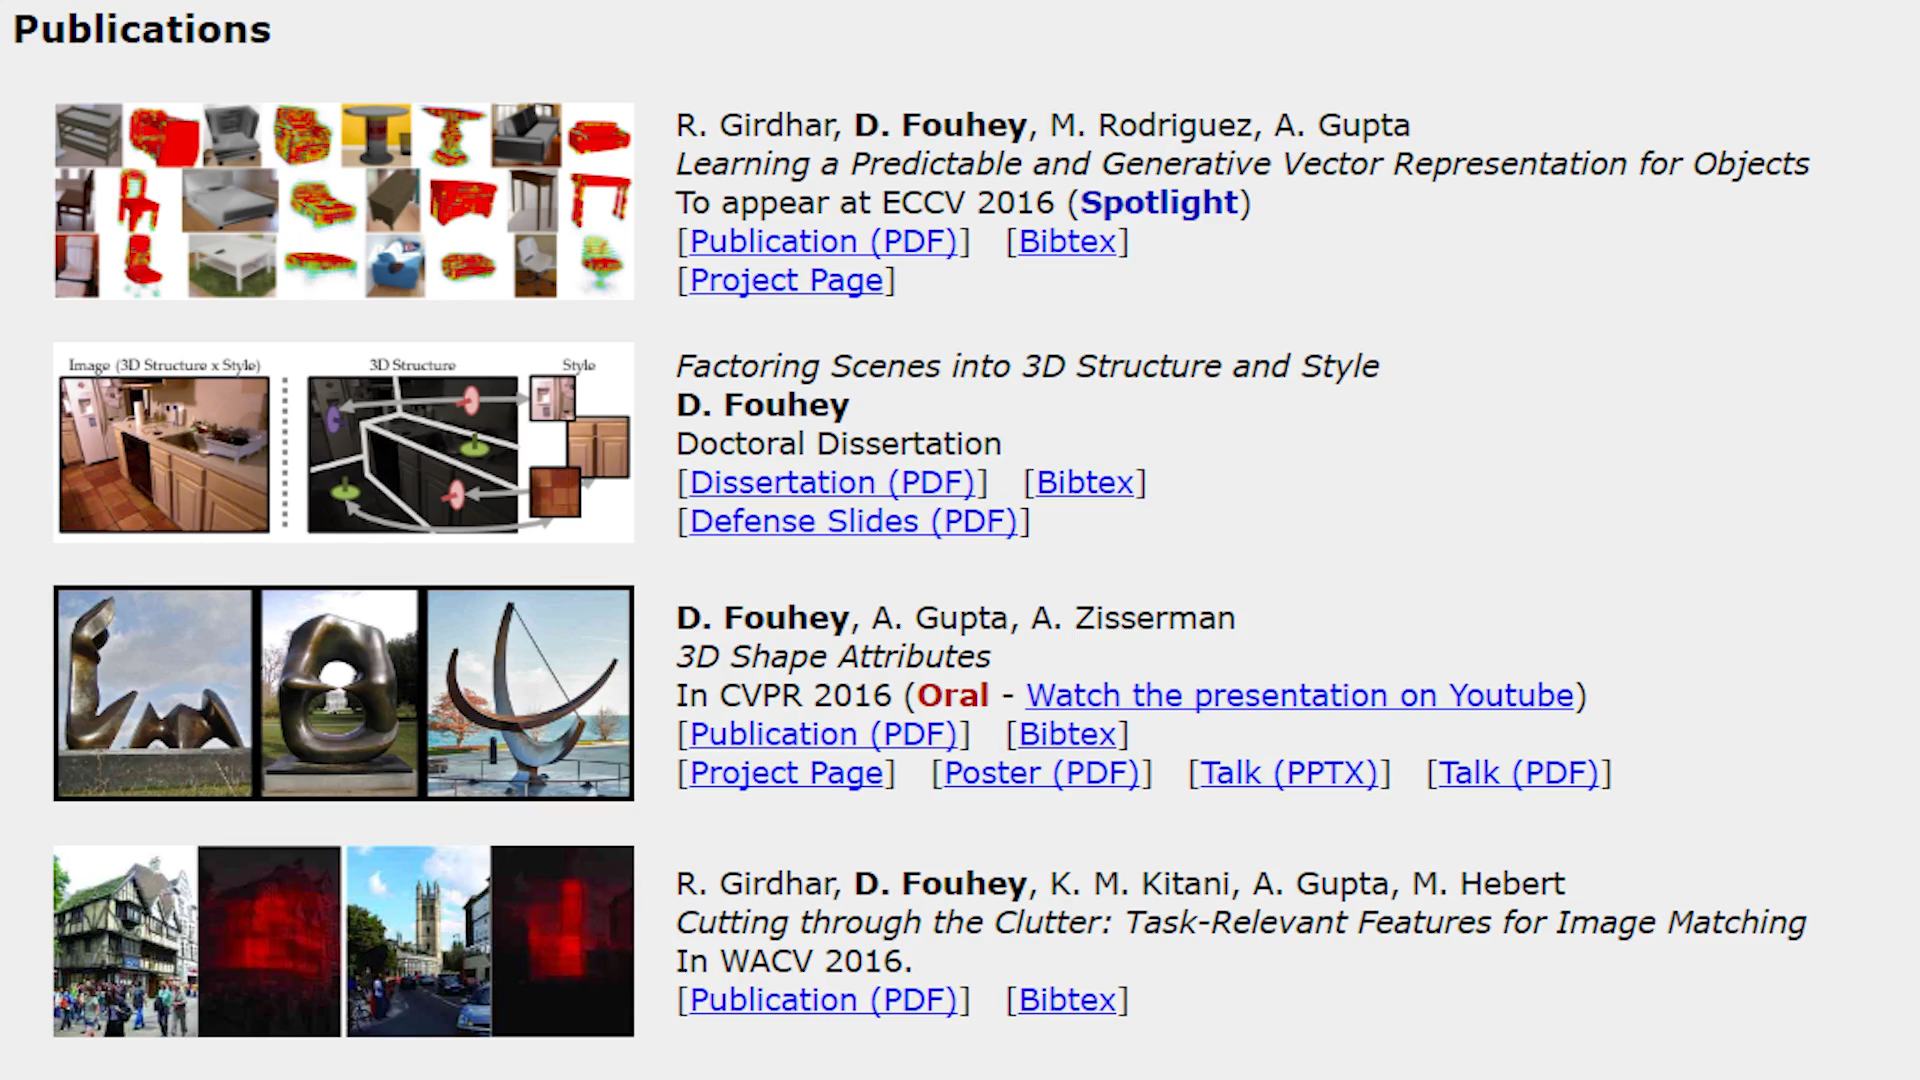 Publications
R. Girdhar, D. Fouhey, M. Rodriguez, A. Gupta
Learning a Predictable and Generative Vector Representation for Objects
To appear at ECCV 2016 (Spotlight)
[Publication (PDF)] [Bibtex]
[Project Page]
Image (3D Structure x Style) 3D Structure Style
Factoring Scenes into 3D Structure and Style
D. Fouhey
Doctoral Dissertation
[Dissertation (PDF)] [Bibtex]
[Defense Slides (PDF)]
D. Fouhey, A. Gupta, A. Zisserman
3D Shape Attributes
In CVPR 2016 (Oral - Watch the presentation on Youtube)
[Publication (PDF)] [Bibtex]
[Project Page] [Poster (PDF)] [Talk (PPTX)] [Talk (PDF)]
R. Girdhar, D. Fouhey, K. M. Kitani, A. Gupta, M. Hebert
Cutting through the Clutter: Task-Relevant Features for Image Matching
In WACV 2016.
[Publication (PDF)] [Bibtex]